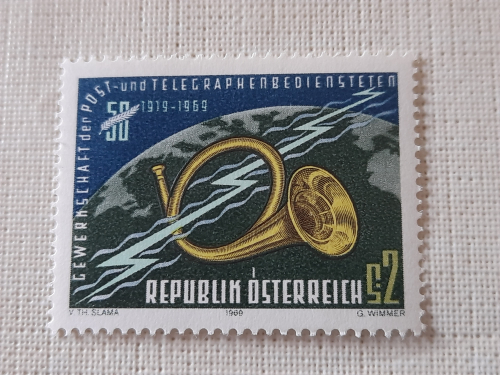 GEWERKSCHAFT der POST- und TELEGRAPHENBEDIENSTETEN
50 1919-1969
REPUBLIK ÖSTERREICH S2
V. TH. SLAMA 1969 G. WIMMER